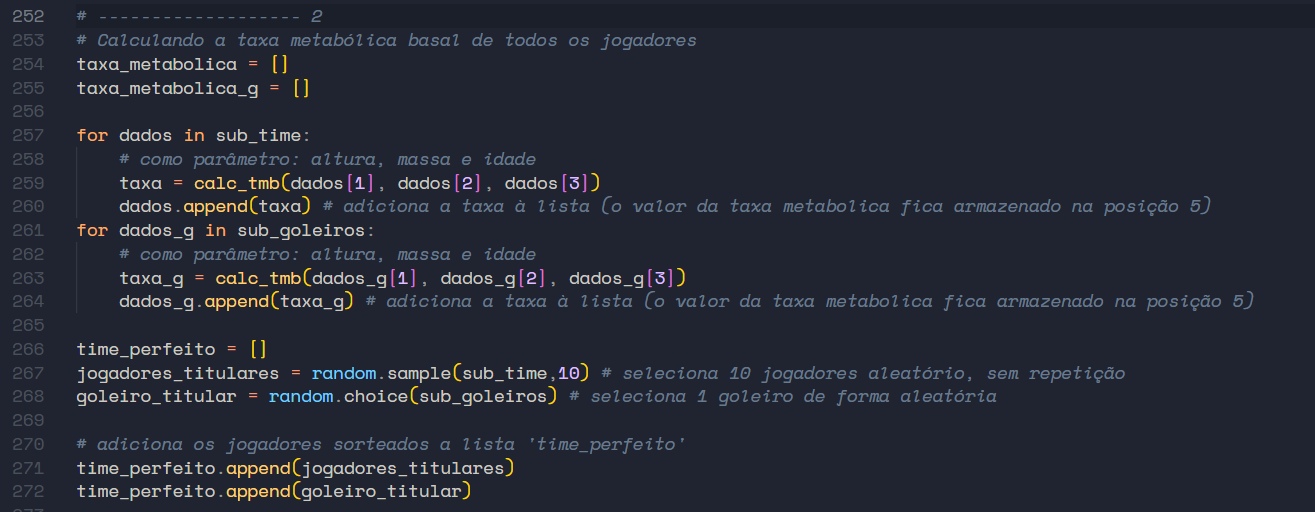 252 # ------------------- 2
253 # Calculando a taxa metabólica basal de todos os jogadores
254 taxa_metabolica = []
255 taxa_metabolica_g = []
256
257 for dados in sub_time:
258     # como parâmetro: altura, massa e idade
259     taxa = calc_tmb(dados[1], dados[2], dados[3])
260     dados.append(taxa) # adiciona a taxa à lista (o valor da taxa metabolica fica armazenado na posição 5)
261 for dados_g in sub_goleiros:
262     # como parâmetro: altura, massa e idade
263     taxa_g = calc_tmb(dados_g[1], dados_g[2], dados_g[3])
264     dados_g.append(taxa_g) # adiciona a taxa à lista (o valor da taxa metabolica fica armazenado na posição 5)
265
266 time_perfeito = []
267 jogadores_titulares = random.sample(sub_time,10) # seleciona 10 jogadores aleatório, sem repetição
268 goleiro_titular = random.choice(sub_goleiros) # seleciona 1 goleiro de forma aleatória
269
270 # adiciona os jogadores sorteados a lista 'time_perfeito'
271 time_perfeito.append(jogadores_titulares)
272 time_perfeito.append(goleiro_titular)